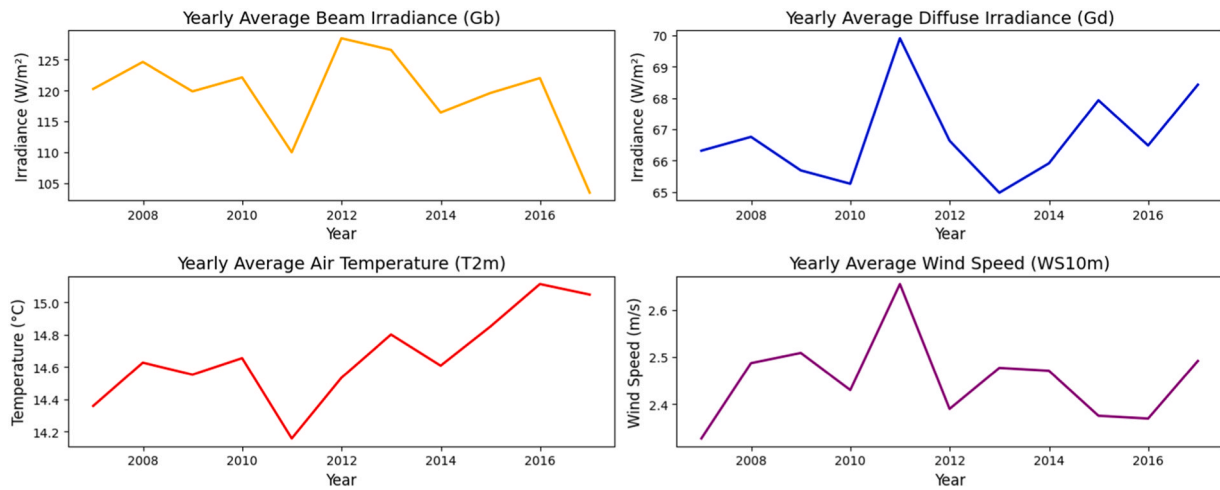 Yearly Average Beam Irradiance (Gb)
Irradiance (W/m²)
125
120
115
110
105
2008 2010 2012 2014 2016
Year
Yearly Average Diffuse Irradiance (Gd)
Irradiance (W/m²)
70
69
68
67
66
65
2008 2010 2012 2014 2016
Year
Yearly Average Air Temperature (T2m)
Temperature (°C)
15.0
14.8
14.6
14.4
14.2
2008 2010 2012 2014 2016
Year
Yearly Average Wind Speed (WS10m)
Wind Speed (m/s)
2.6
2.5
2.4
2008 2010 2012 2014 2016
Year